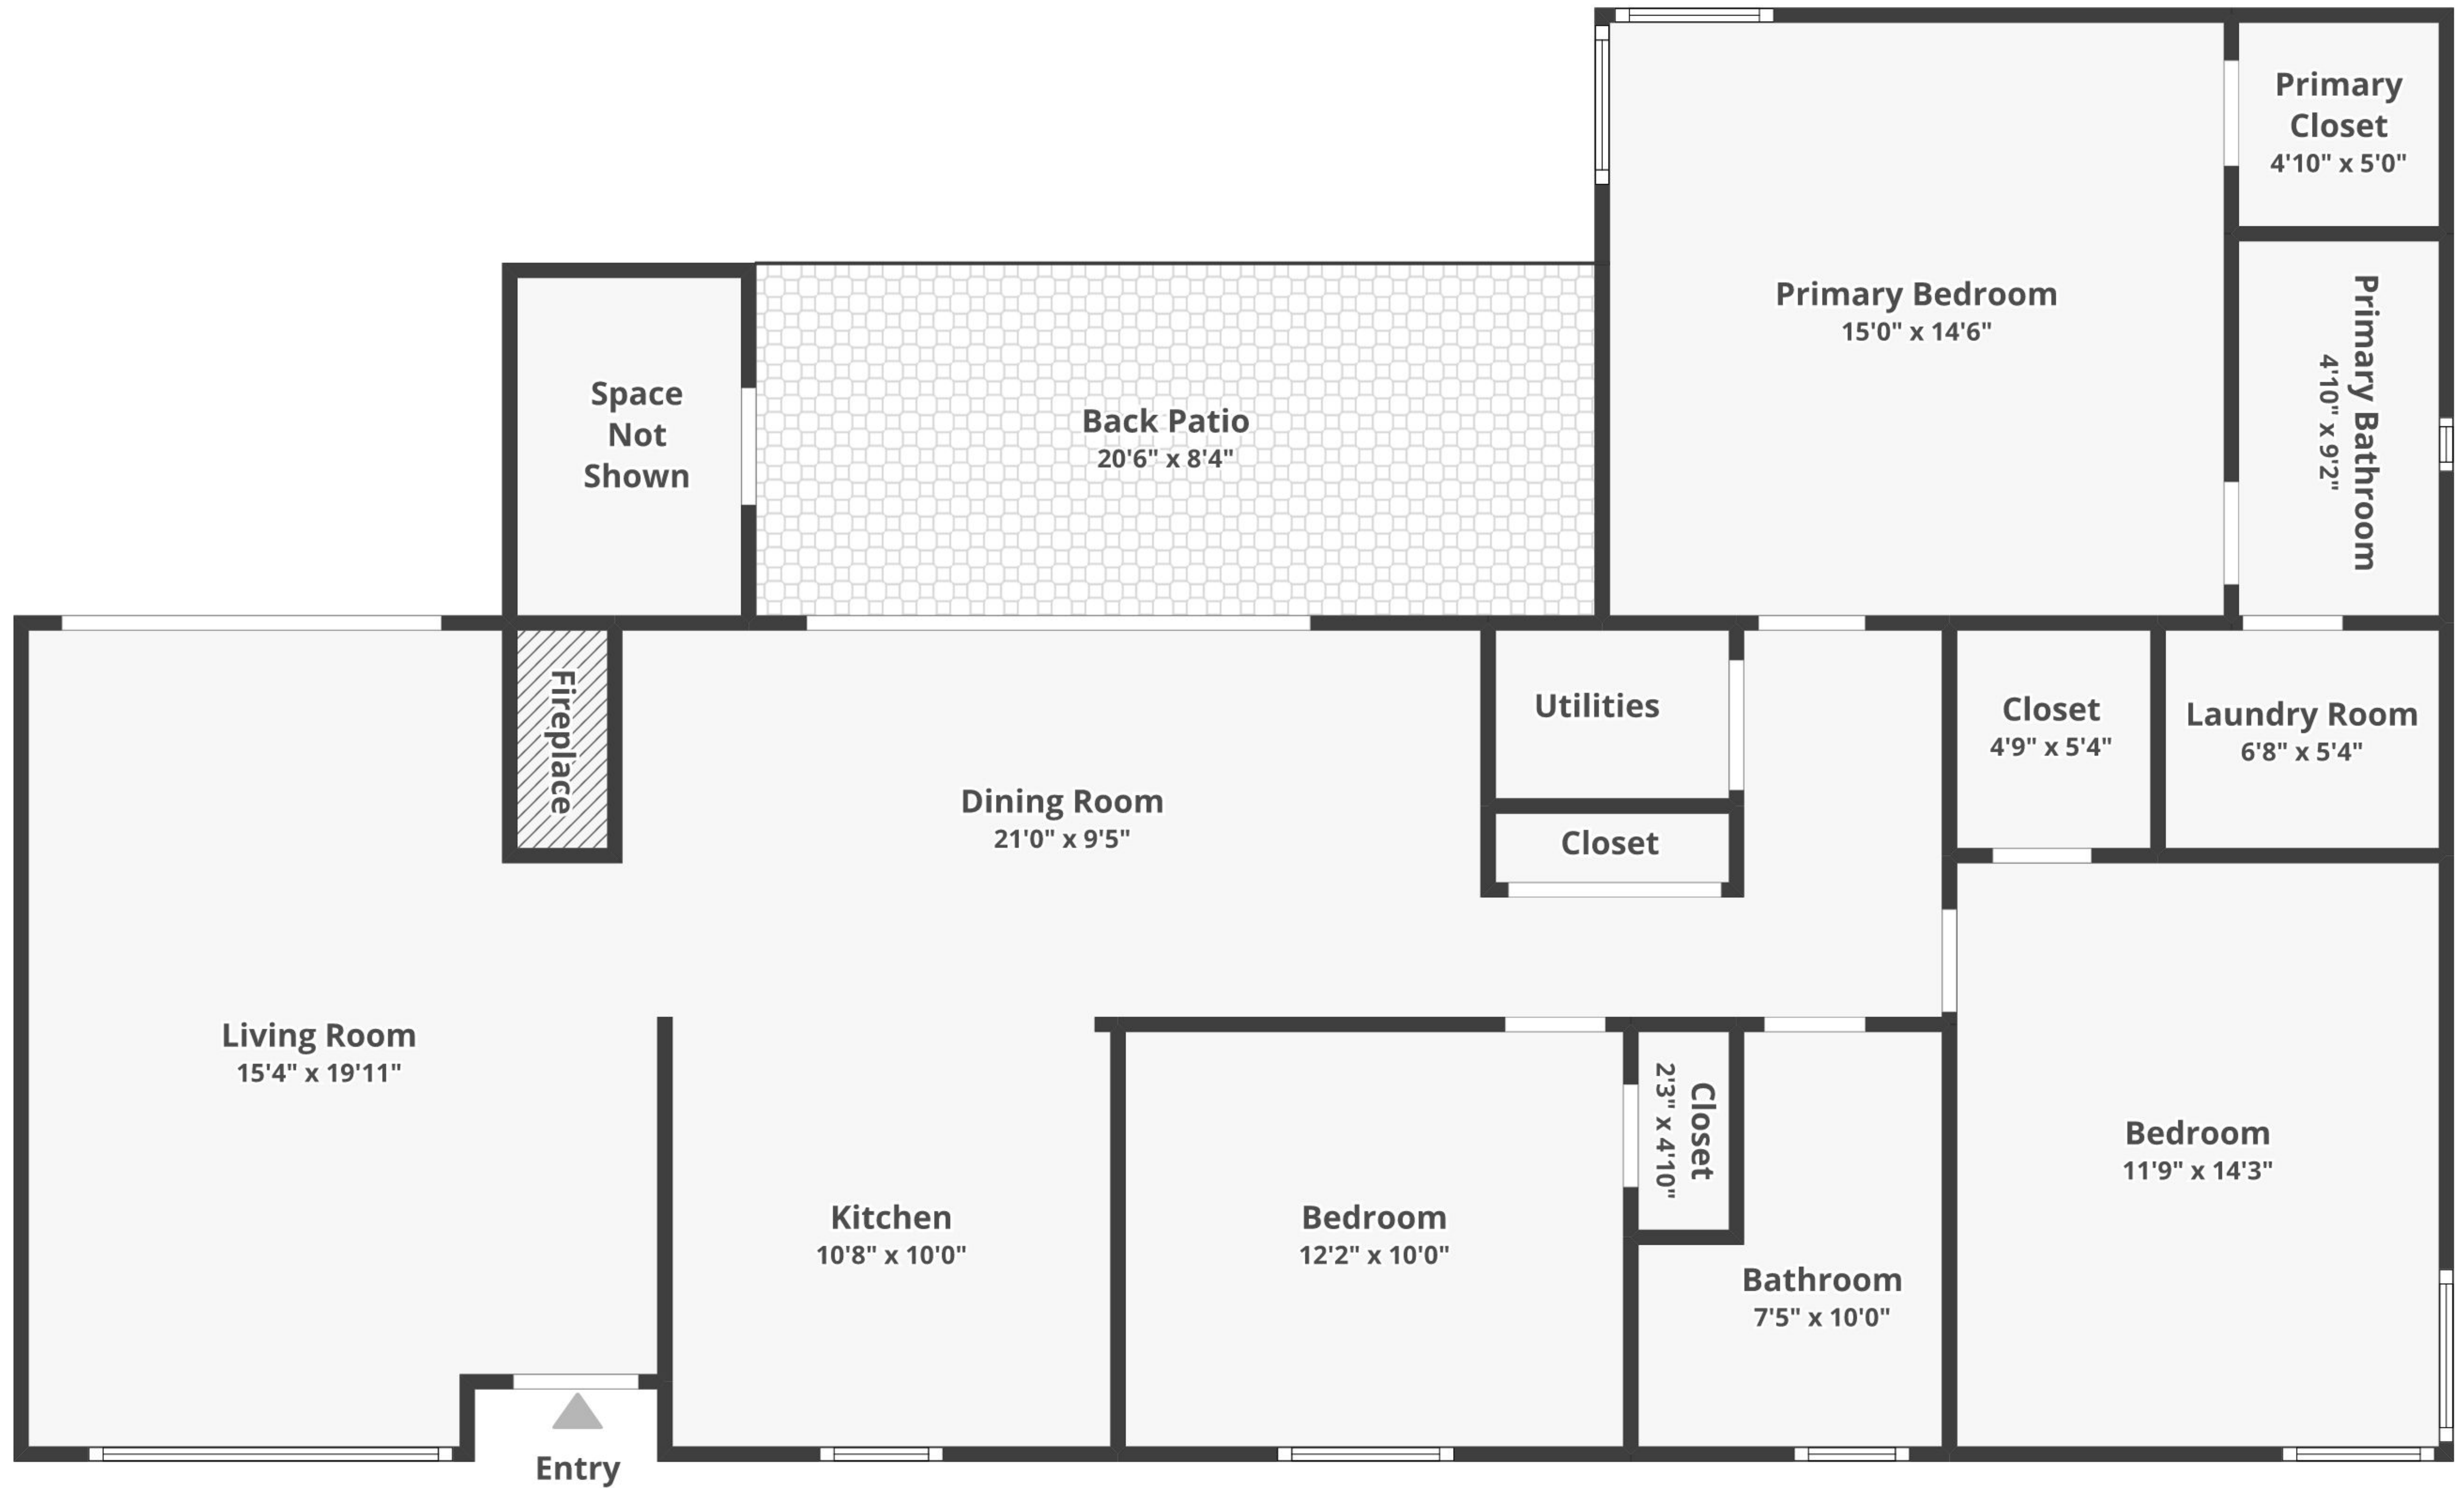 Primary
Closet
4'10" x 5'0"
Primary Bedroom
15'0" x 14'6"
Primary Bathroom
4'10" x 9'2"
Space
Not
Shown
Back Patio
20'6" x 8'4"
Fireplace
Utilities
Closet
4'9" x 5'4"
Laundry Room
6'8" x 5'4"
Dining Room
21'0" x 9'5"
Closet
Living Room
15'4" x 19'11"
Closet
2'3" x 4'10"
Bedroom
11'9" x 14'3"
Kitchen
10'8" x 10'0"
Bedroom
12'2" x 10'0"
Bathroom
7'5" x 10'0"
Entry